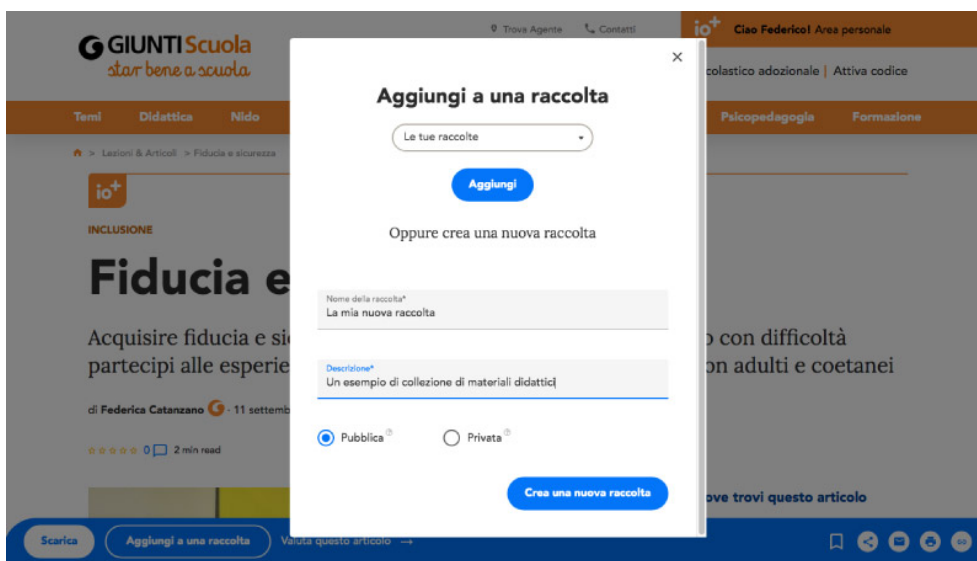 GIUNTI Scuola
star bene a scuola
Trova Agente
Contatti
io+
Ciao Federico! Area personale
colastico adozionale | Attiva codice
Temi
Didattica
Nido
Psicopedagogia
Formazione
> Lezioni & Articoli > Fiducia e sicurezza
io+
INCLUSIONE
Fiducia e
Acquisire fiducia e si
o con difficoltà
partecipi alle esperie
on adulti e coetanei
di Federica Catanzano G · 11 settemb
0 2 min read
ove trovi questo articolo
×
Aggiungi a una raccolta
Le tue raccolte
Aggiungi
Oppure crea una nuova raccolta
Nome della raccolta*
La mia nuova raccolta
Descrizione*
Un esempio di collezione di materiali didattici
Pubblica
Privata
Crea una nuova raccolta
Scarica
Aggiungi a una raccolta
Valuta questo articolo →